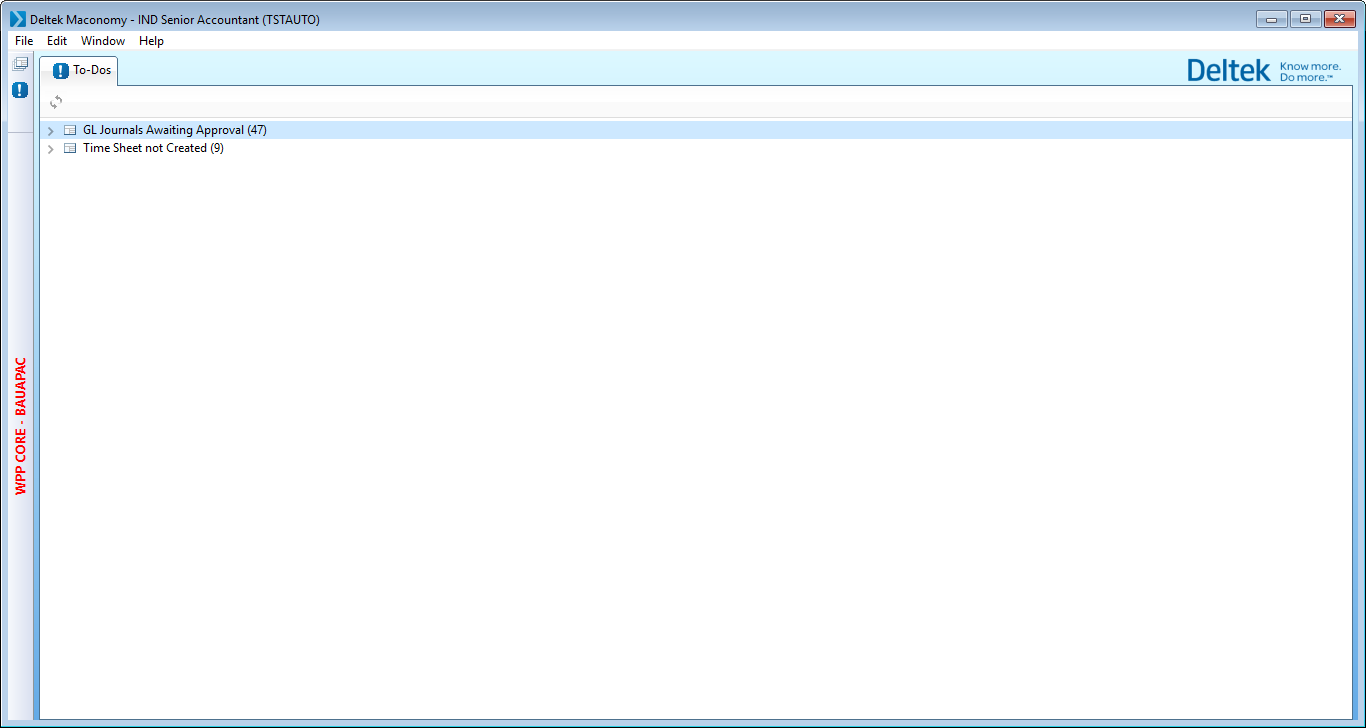 Deltek Maconomy - IND Senior Accountant (TSTAUTO)
File Edit Window Help
To-Dos
Deltek Know more.
Do more.™
GL Journals Awaiting Approval (47)
Time Sheet not Created (9)
WPP CORE - BAUAPAC